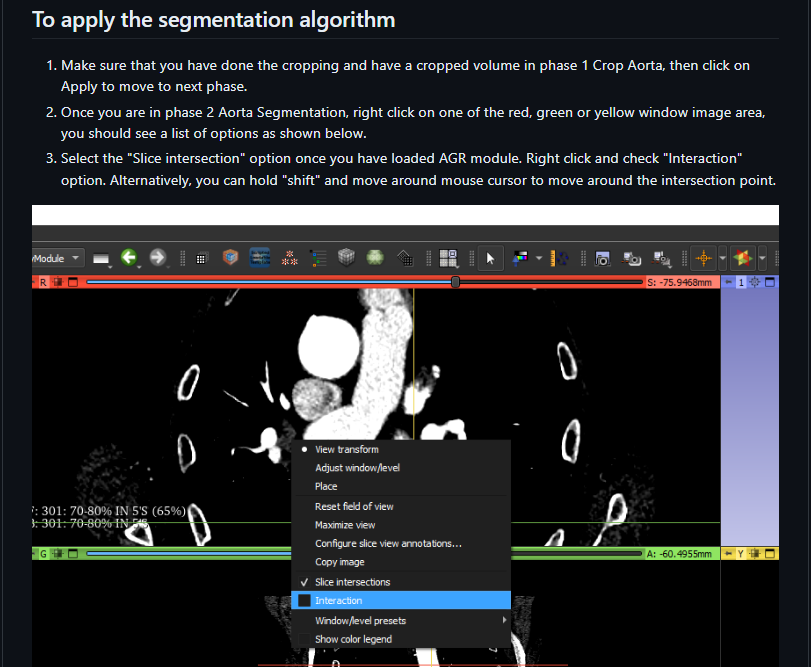 To apply the segmentation algorithm
1. Make sure that you have done the cropping and have a cropped volume in phase 1 Crop Aorta, then click on
Apply to move to next phase.
2. Once you are in phase 2 Aorta Segmentation, right click on one of the red, green or yellow window image area,
you should see a list of options as shown below.
3. Select the "Slice intersection" option once you have loaded AGR module. Right click and check "Interaction"
option. Alternatively, you can hold "shift" and move around mouse cursor to move around the intersection point.
Module
R
S: -75.9468mm
1
View transform
Adjust window/level
Place
Reset field of view
Maximize view
Configure slice view annotations...
Copy image
Slice intersections
Interaction
Window/level presets
Show color legend
: 301: 70-80% IN 5'S (65%)
: 301: 70-80% IN 5'S
G
A: -60.4955mm
Y